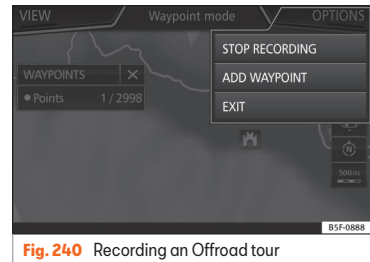 VIEW
Waypoint mode
OPTIONS
STOP RECORDING
ADD WAYPOINT
EXIT
WAYPOINTS ×
• Points 1 / 2998
N
500 m
B5F-0888
Fig. 240 Recording an Offroad tour